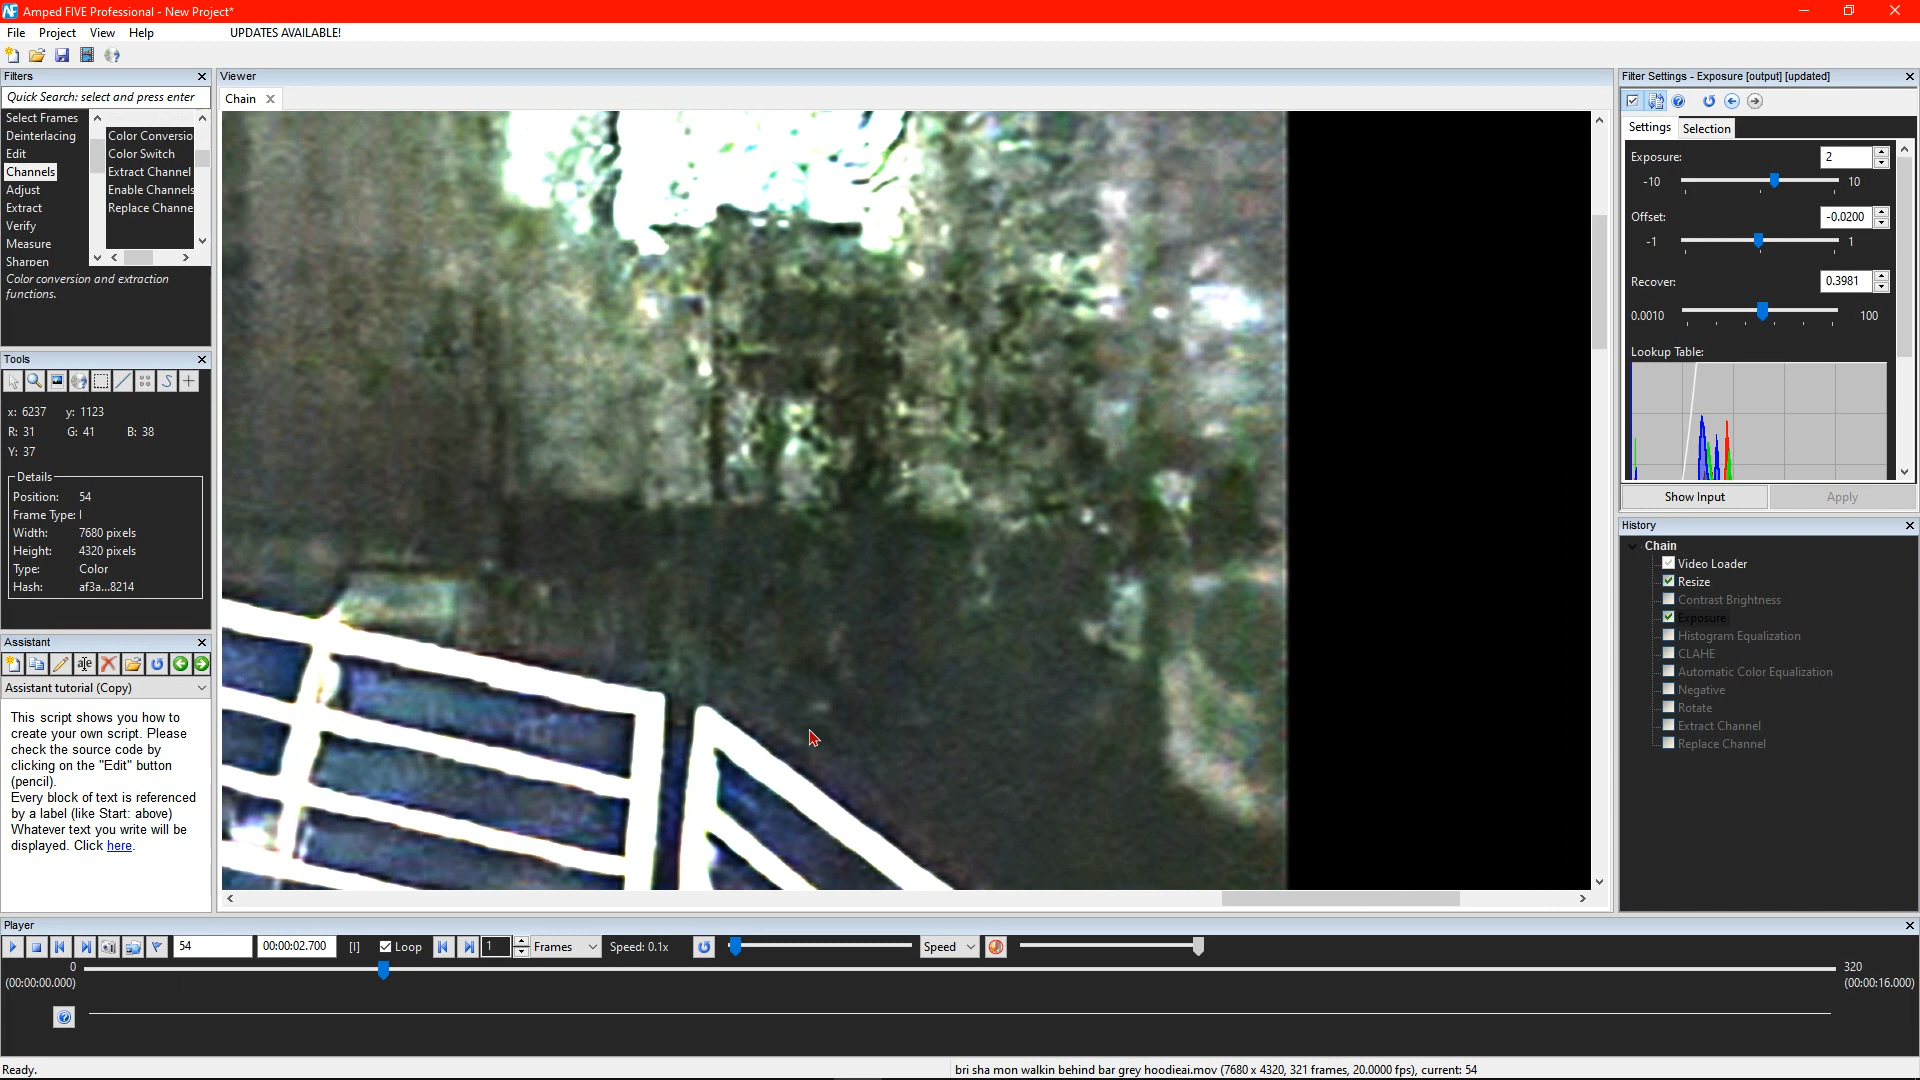 Amped FIVE Professional - New Project*
File Project View Help UPDATES AVAILABLE!
Filters
Quick Search: select and press enter
Select Frames
Deinterlacing
Edit
Channels
Adjust
Extract
Verify
Measure
Sharpen
Color Conversio
Color Switch
Extract Channel
Enable Channels
Replace Channe
Color conversion and extraction
functions.
Tools
x: 6237 y: 1123
R: 31 G: 41 B: 38
Y: 37
Details
Position: 54
Frame Type: I
Width: 7680 pixels
Height: 4320 pixels
Type: Color
Hash: af3a...8214
Assistant
Assistant tutorial (Copy)
This script shows you how to
create your own script. Please
check the source code by
clicking on the "Edit" button
(pencil).
Every block of text is referenced
by a label (like Start: above)
Whatever text you write will be
displayed. Click here.
Viewer
Chain
Filter Settings - Exposure [output] [updated]
Settings Selection
Exposure: 2
-10 10
Offset: -0.0200
-1 1
Recover: 0.3981
0.0010 100
Lookup Table:
Show Input Apply
History
Chain
Video Loader
Resize
Contrast Brightness
Exposure
Histogram Equalization
CLAHE
Automatic Color Equalization
Negative
Rotate
Extract Channel
Replace Channel
Player
54 00:00:02.700 [I] Loop 1 Frames Speed: 0.1x Speed
0 320
(00:00:00.000) (00:00:16.000)
Ready. bri sha mon walkin behind bar grey hoodieai.mov (7680 x 4320, 321 frames, 20.0000 fps), current: 54